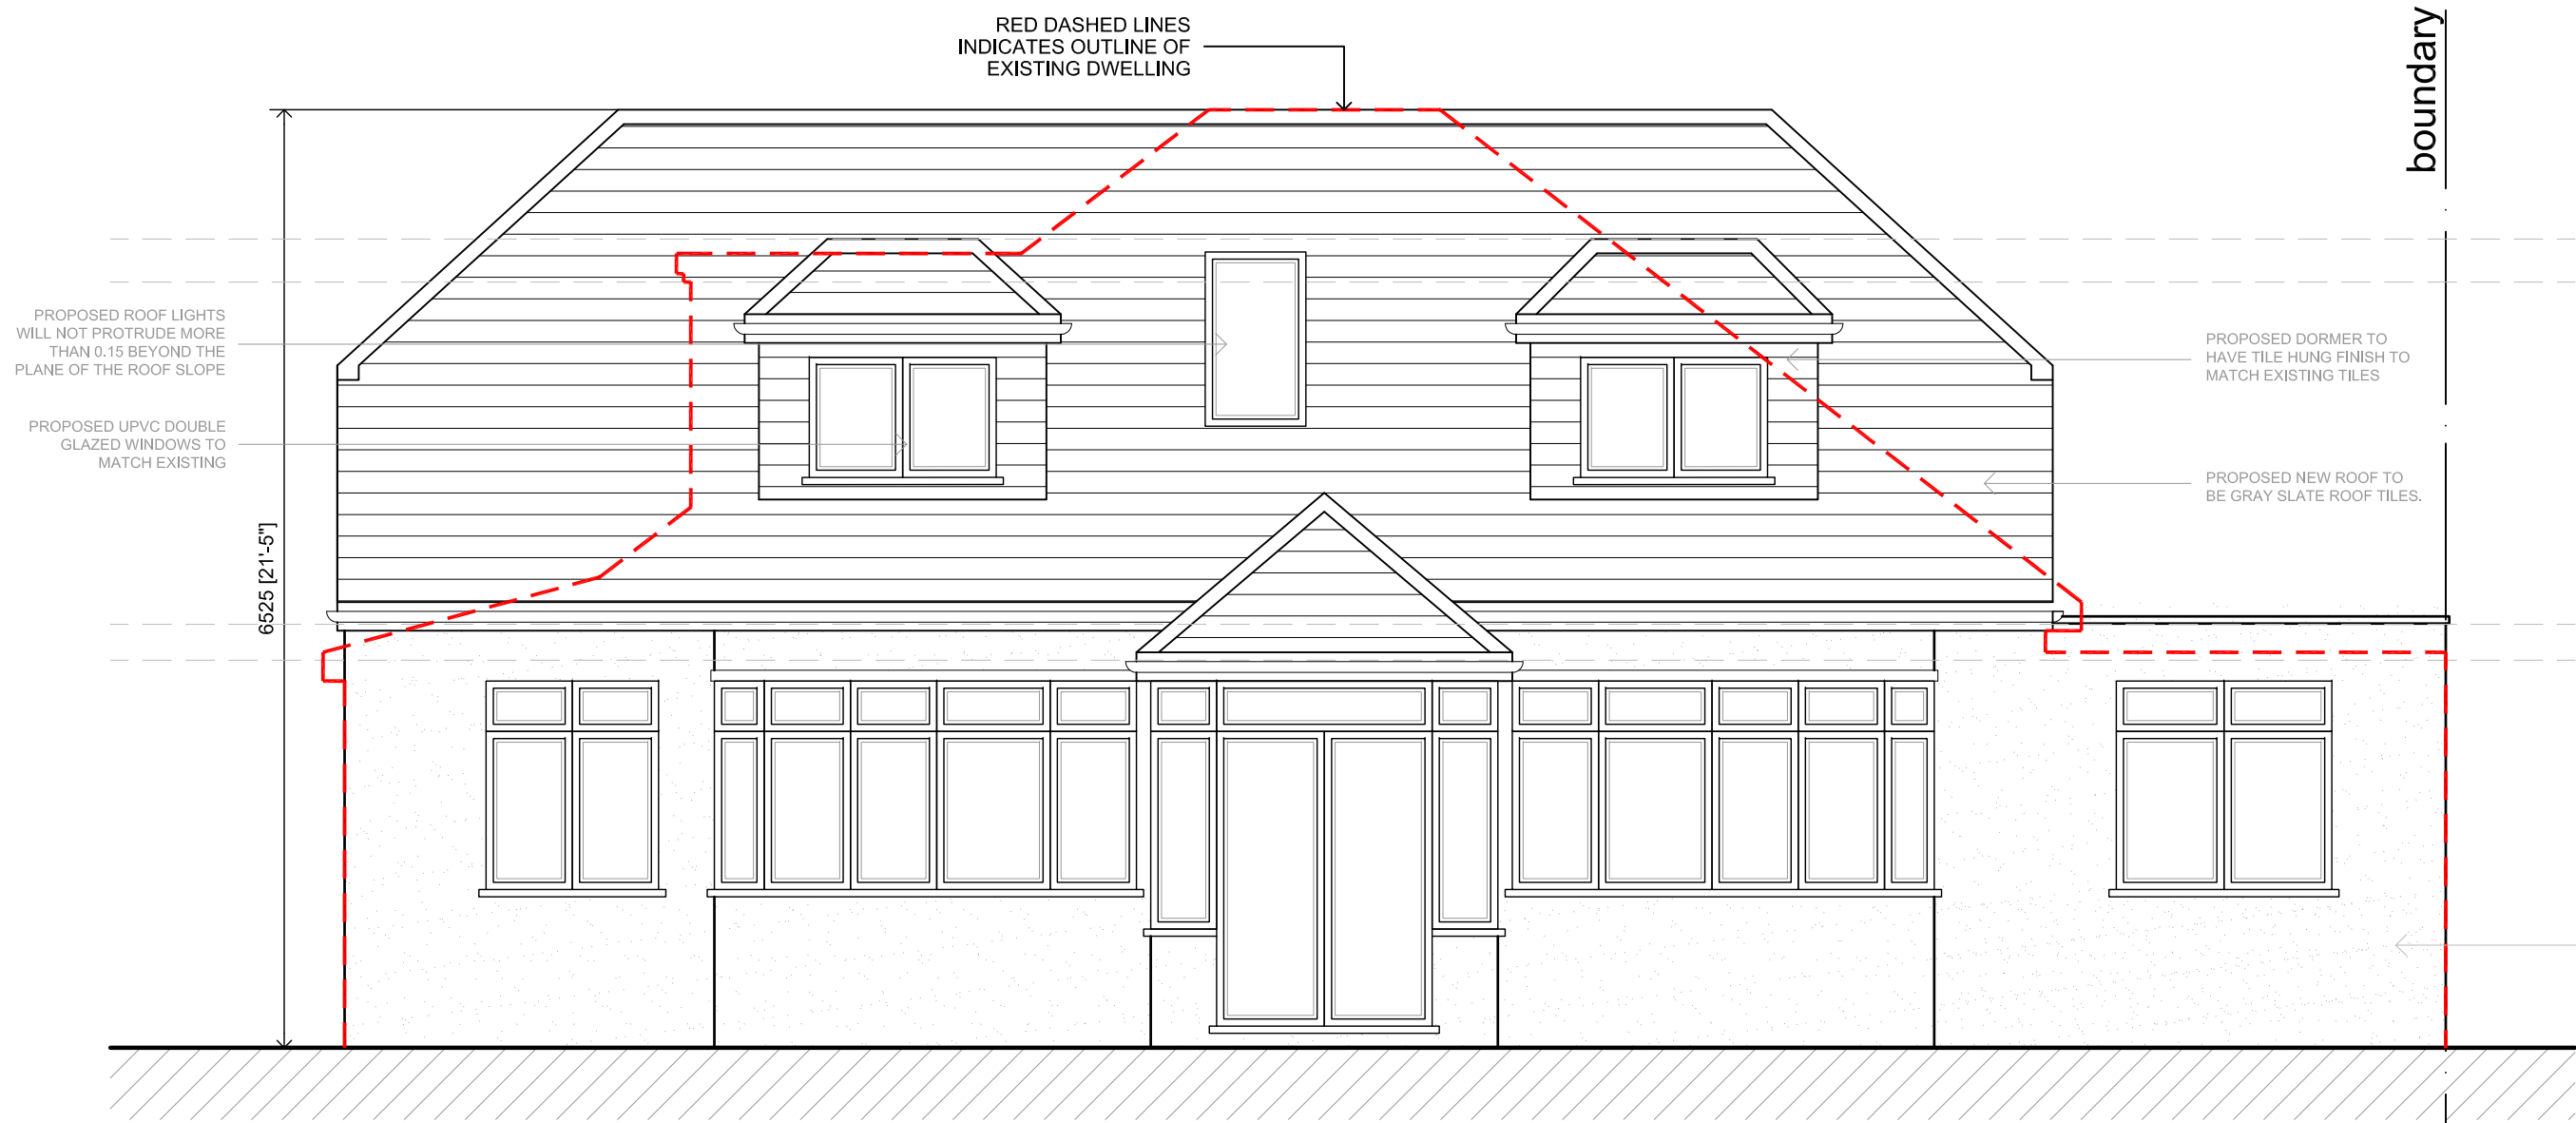 RED DASHED LINES
INDICATES OUTLINE OF
EXISTING DWELLING
boundary
PROPOSED ROOF LIGHTS
WILL NOT PROTRUDE MORE
THAN 0.15 BEYOND THE
PLANE OF THE ROOF SLOPE
PROPOSED UPVC DOUBLE
GLAZED WINDOWS TO
MATCH EXISTING
6525 [21'-5"]
PROPOSED DORMER TO
HAVE TILE HUNG FINISH TO
MATCH EXISTING TILES
PROPOSED NEW ROOF TO
BE GRAY SLATE ROOF TILES.